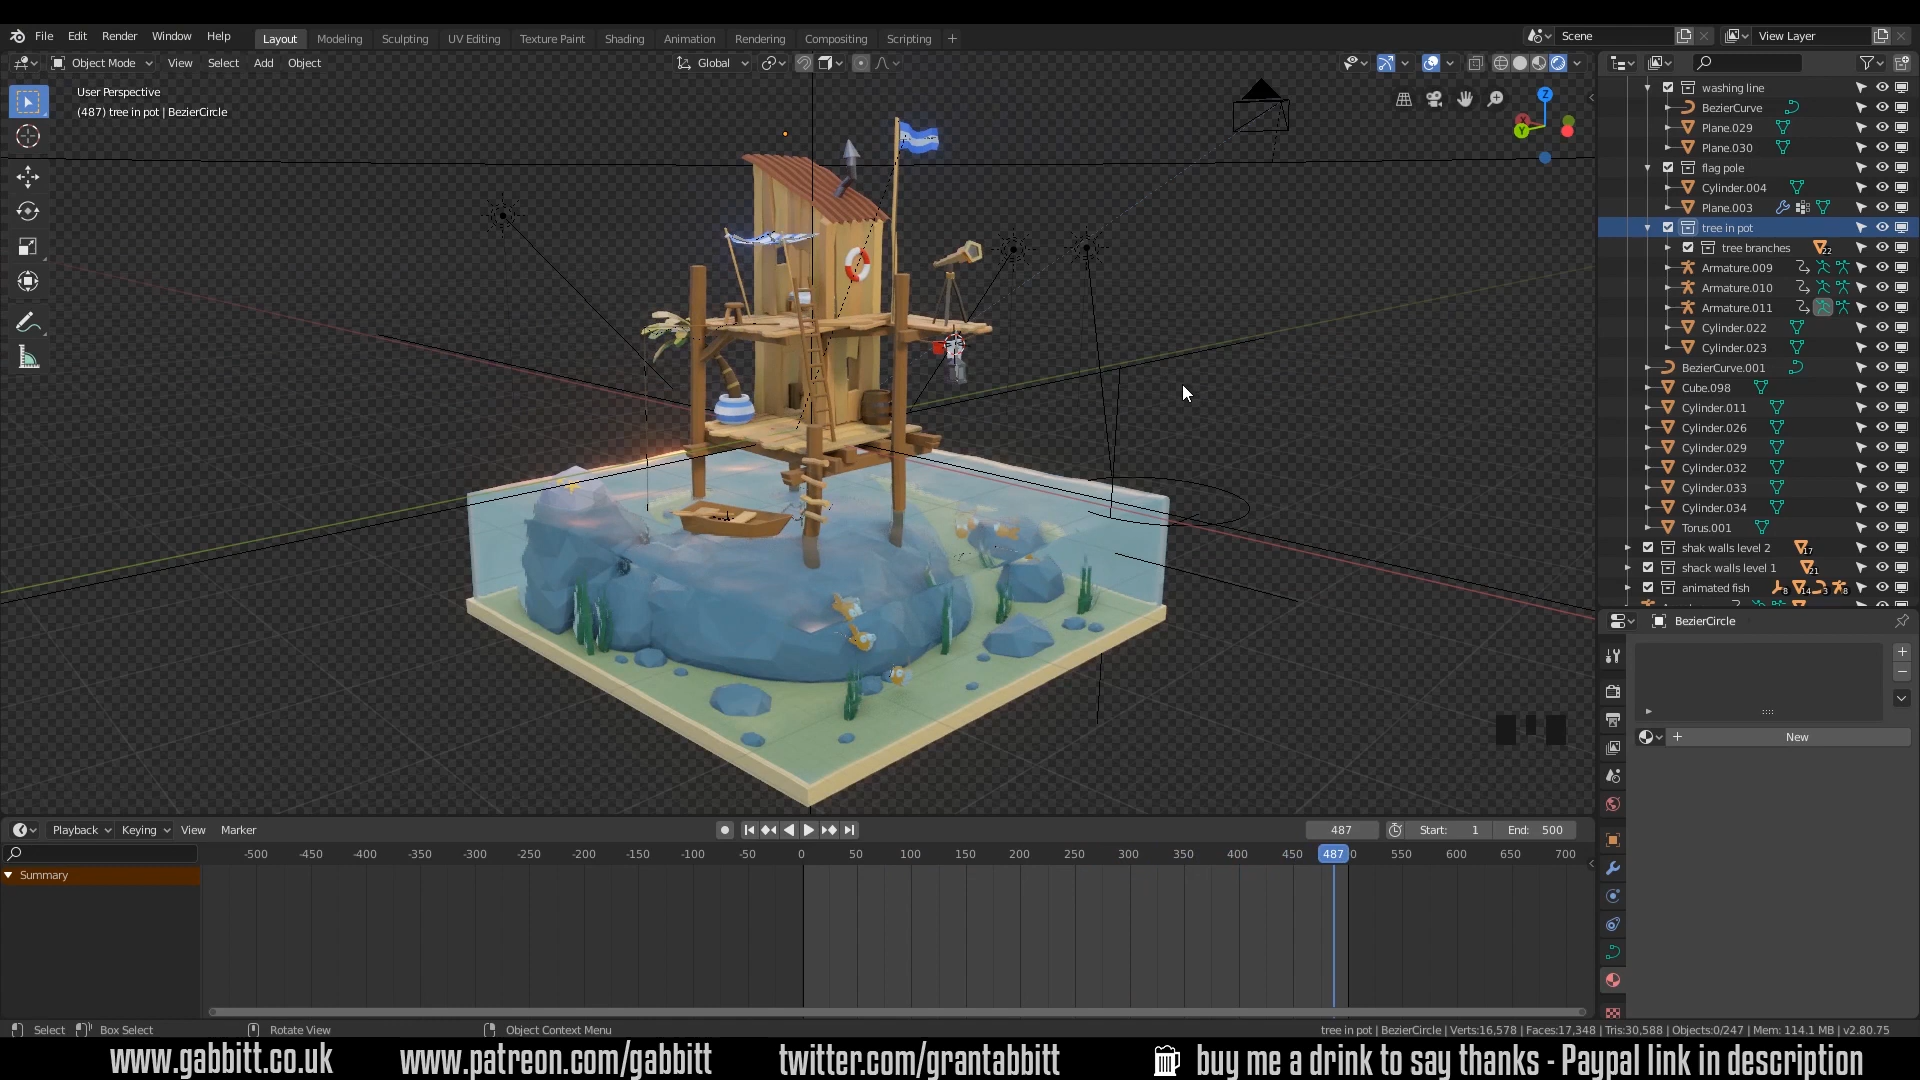 File Edit Render Window Help
Layout Modeling Sculpting UV Editing Texture Paint Shading Animation Rendering Compositing Scripting
Scene
View Layer
Object Mode View Select Add Object
Global
User Perspective
(487) tree in pot | BezierCircle
Z
Y
washing line
BezierCurve
Plane.029
Plane.030
flag pole
Cylinder.004
Plane.003
tree in pot
tree branches 22
Armature.009
Armature.010
Armature.011
Cylinder.022
Cylinder.023
BezierCurve.001
Cube.098
Cylinder.011
Cylinder.026
Cylinder.029
Cylinder.032
Cylinder.033
Cylinder.034
Torus.001
shak walls level 2 17
shack walls level 1 21
animated fish 8 14 3 8
BezierCircle
New
Playback Keying View Marker
487
Start: 1
End: 500
-500 -450 -400 -350 -300 -250 -200 -150 -100 -50 0 50 100 150 200 250 300 350 400 450 487 0 550 600 650 700
Summary
Select Box Select Rotate View Object Context Menu
tree in pot | BezierCircle | Verts:16,578 | Faces:17,348 | Tris:30,588 | Objects:0/247 | Mem: 114.1 MB | v2.80.75
www.gabbitt.co.uk www.patreon.com/gabbitt twitter.com/grantabbitt buy me a drink to say thanks - Paypal link in description